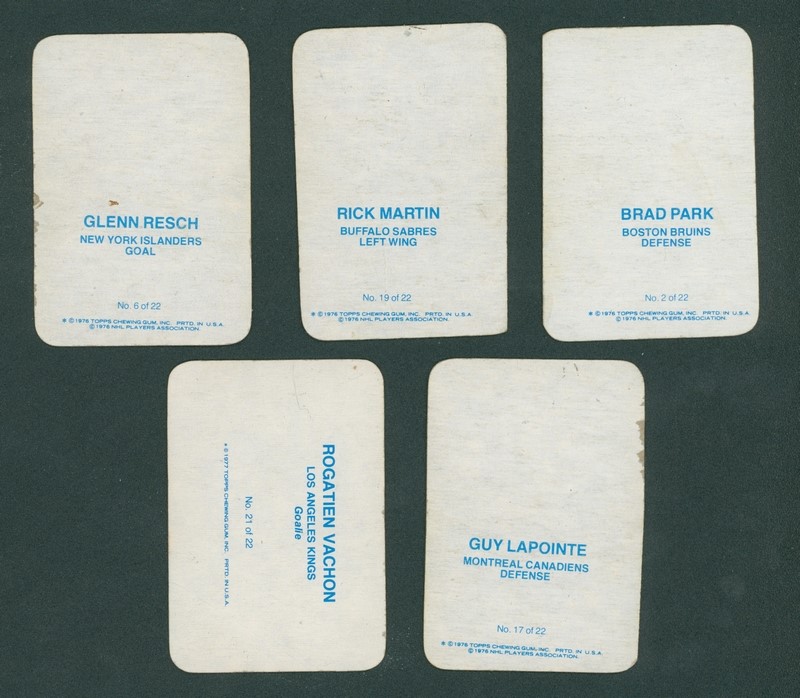 GLENN RESCH
NEW YORK ISLANDERS
GOAL
No. 6 of 22
* © 1976 TOPPS CHEWING GUM, INC. PRTD. IN U.S.A.
© 1976 NHL PLAYERS ASSOCIATION.
RICK MARTIN
BUFFALO SABRES
LEFT WING
No. 19 of 22
* © 1976 TOPPS CHEWING GUM, INC. PRTD. IN U.S.A.
© 1976 NHL PLAYERS ASSOCIATION.
BRAD PARK
BOSTON BRUINS
DEFENSE
No. 2 of 22
* © 1976 TOPPS CHEWING GUM, INC. PRTD. IN U.S.A.
© 1976 NHL PLAYERS ASSOCIATION.
ROGATIEN VACHON
LOS ANGELES KINGS
Goalie
No. 21 of 22
* © 1977 TOPPS CHEWING GUM, INC. PRTD. IN U.S.A.
GUY LAPOINTE
MONTREAL CANADIENS
DEFENSE
No. 17 of 22
* © 1976 TOPPS CHEWING GUM, INC. PRTD. IN U.S.A.
© 1976 NHL PLAYERS ASSOCIATION.